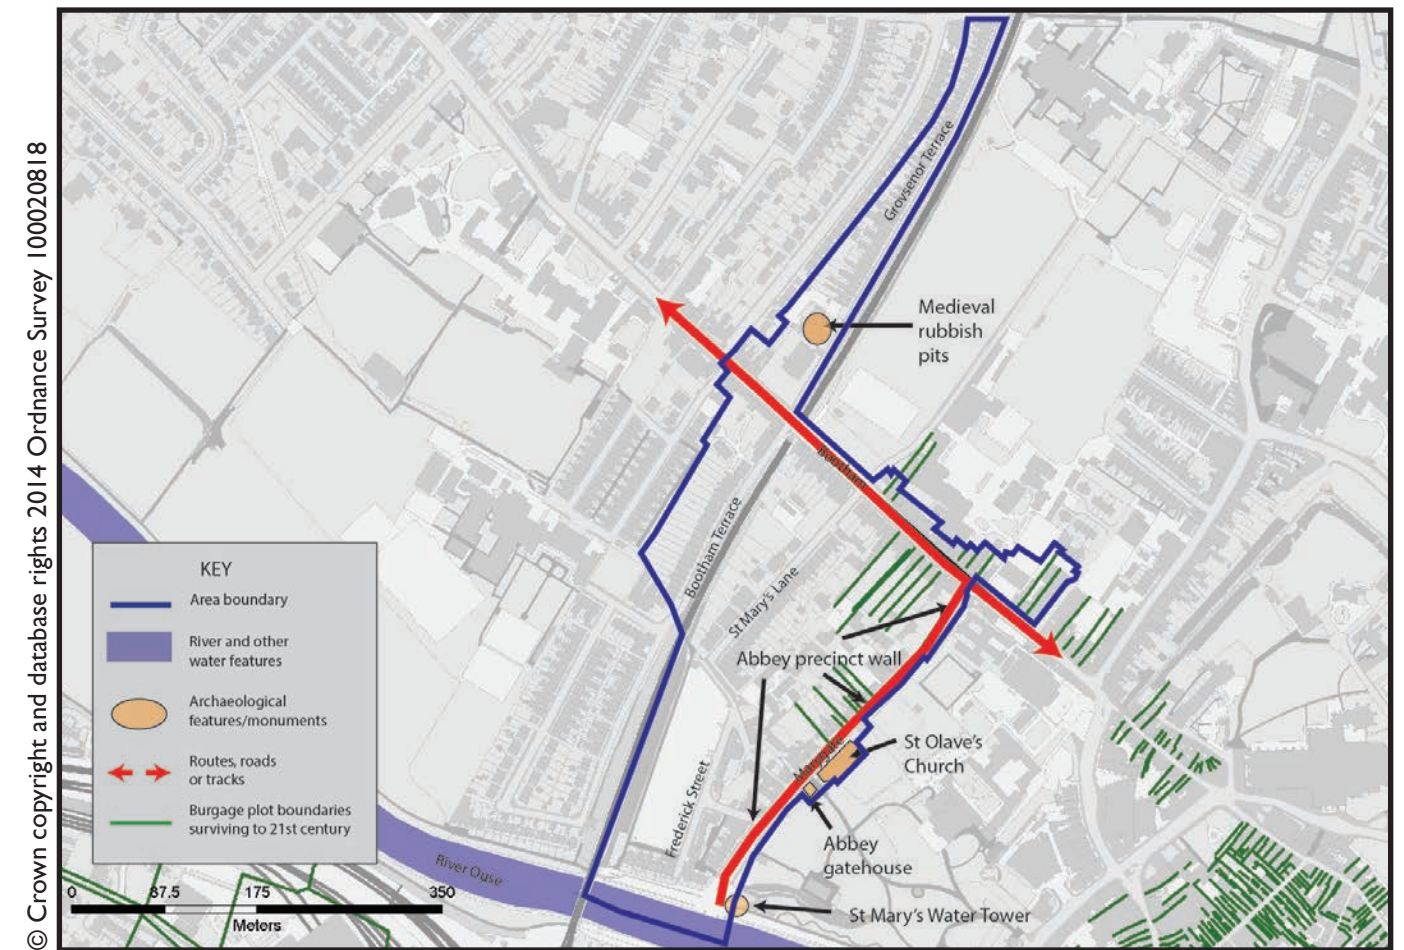 © Crown copyright and database rights 2014 Ordnance Survey 100020818
Grovsenor Terrace
Medieval
rubbish
pits
Bootham
Bootham Terrace
St Mary's Lane
Abbey precinct wall
Marygate
St Olave's
Church
Frederick Street
Abbey
gatehouse
St Mary's Water Tower
River Ouse
KEY
Area boundary
River and other
water features
Archaeological
features/monuments
Routes, roads
or tracks
Burgage plot boundaries
surviving to 21st century
0 87.5 175 350
Meters